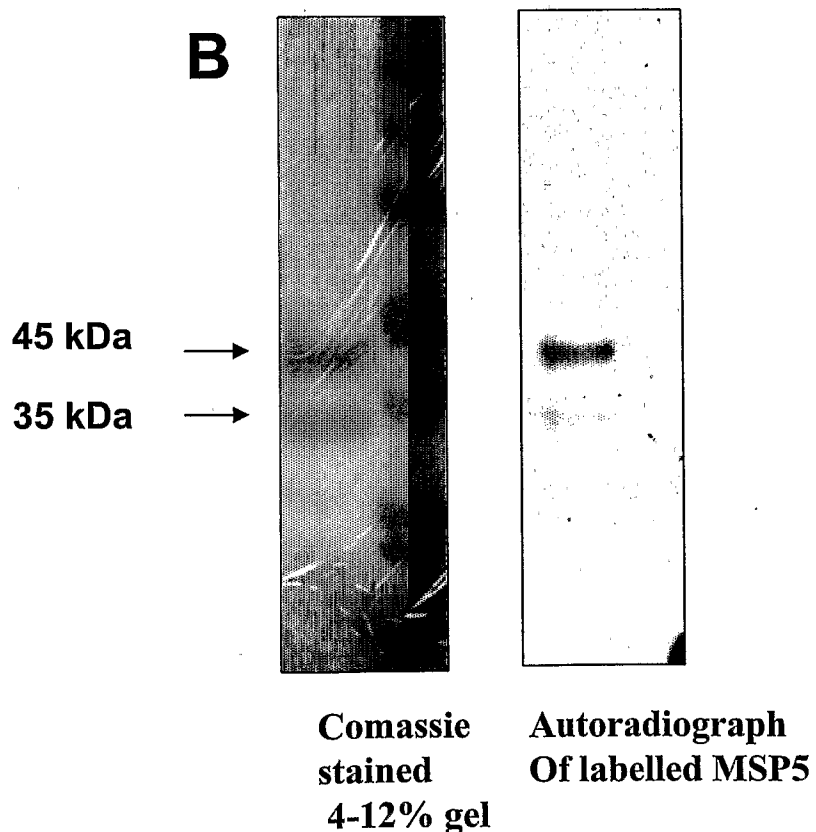 B
45 kDa
35 kDa
Comassie
stained
4-12% gel
Autoradiograph
Of labelled MSP5